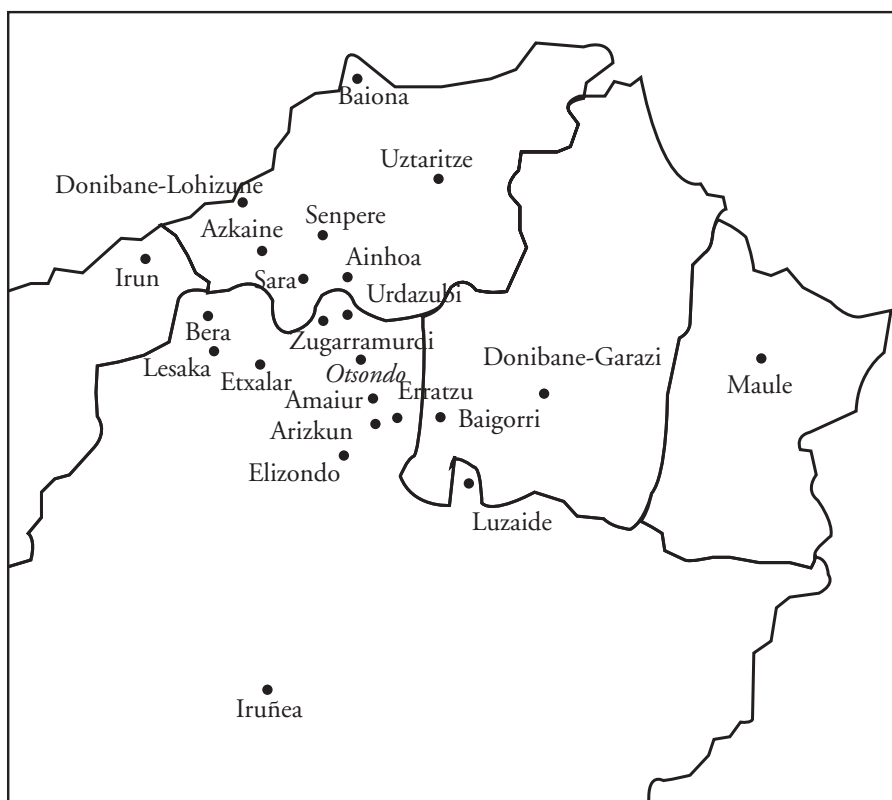 Baiona
Uztaritze
Donibane-Lohizune
Senpere
Azkaine
Ainhoa
Irun
Sara
Urdazubi
Bera
Zugarramurdi
Lesaka
Etxalar
Otsondo
Donibane-Garazi
Maule
Amaiur
Erratzu
Baigorri
Arizkun
Elizondo
Luzaide
Iruñea